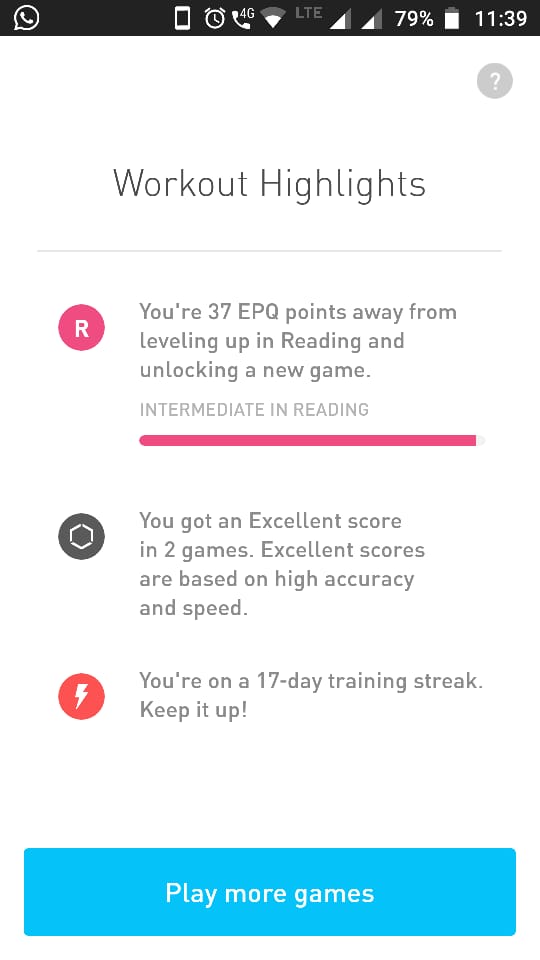 4G LTE 79% 11:39
?
Workout Highlights
R
You're 37 EPQ points away from
leveling up in Reading and
unlocking a new game.
INTERMEDIATE IN READING
You got an Excellent score
in 2 games. Excellent scores
are based on high accuracy
and speed.
You're on a 17-day training streak.
Keep it up!
Play more games